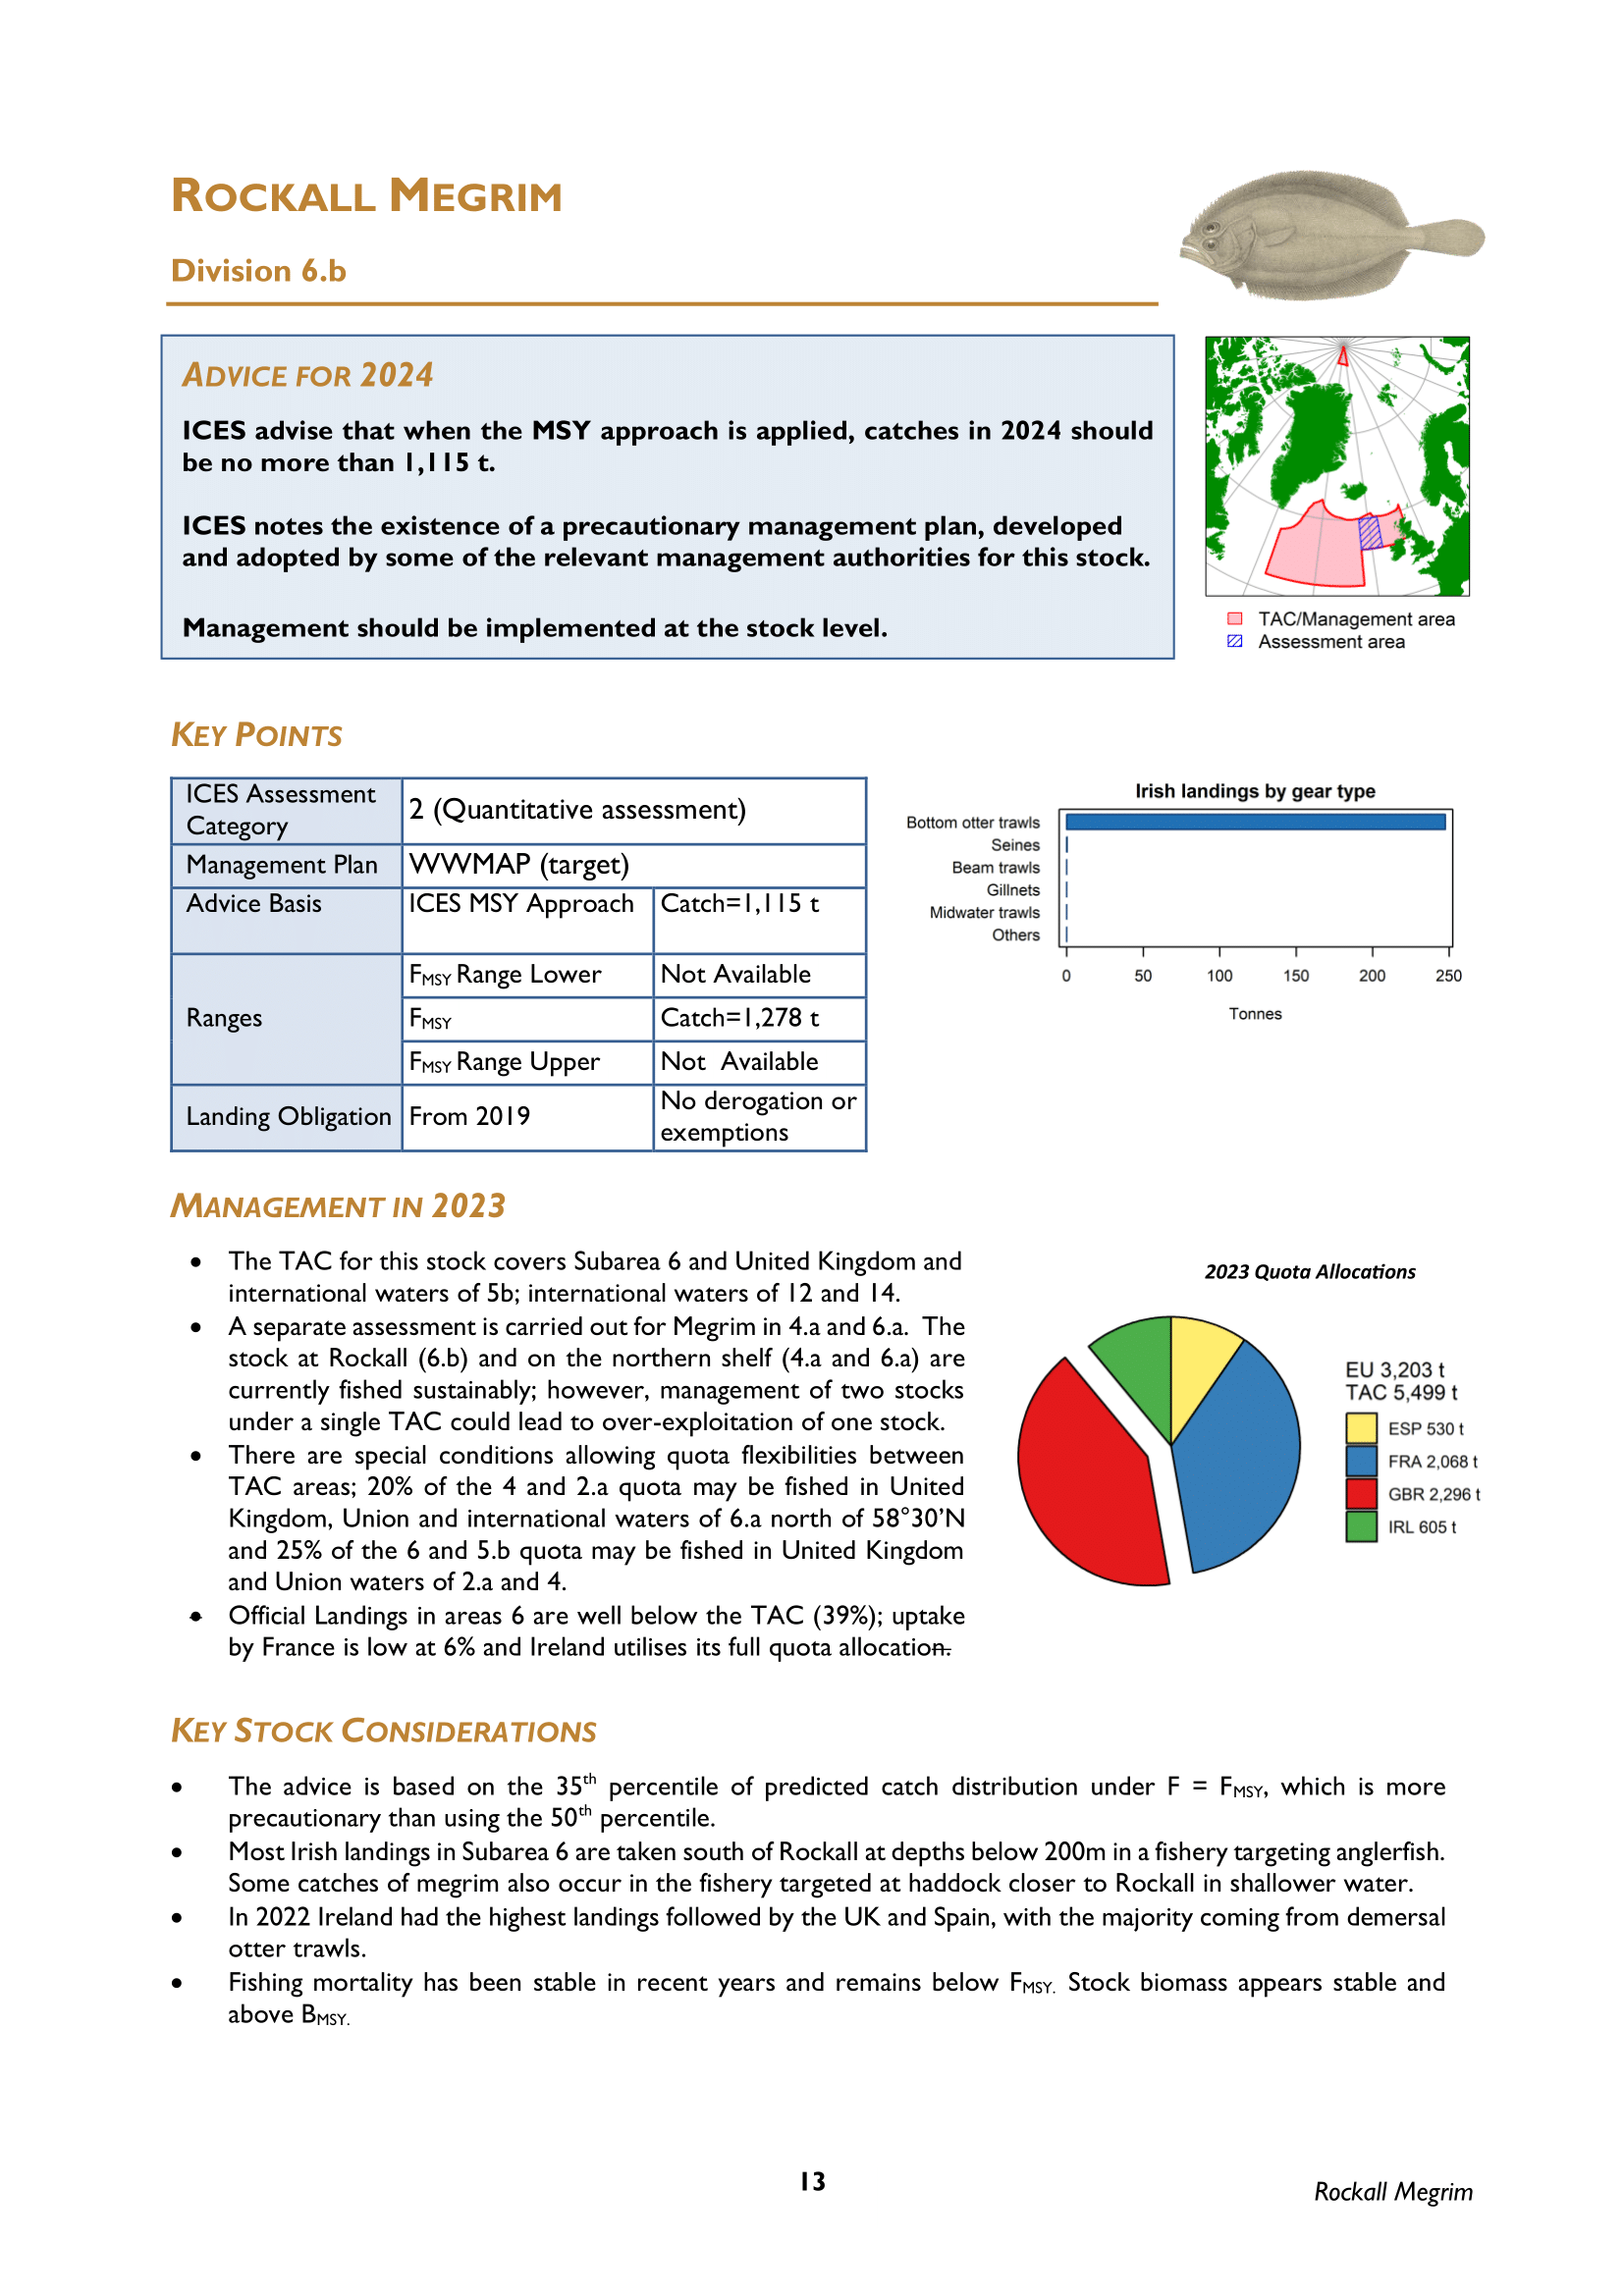 ROCKALL MEGRIM
Division 6.b
ADVICE FOR 2024
ICES advise that when the MSY approach is applied, catches in 2024 should
be no more than 1,115 t.
ICES notes the existence of a precautionary management plan, developed
and adopted by some of the relevant management authorities for this stock.
Management should be implemented at the stock level.
TAC/Management area
Assessment area
KEY POINTS
ICES Assessment
Category
2 (Quantitative assessment)
Management Plan
WWMAP (target)
Advice Basis
ICES MSY Approach
Catch=1,115 t
Ranges
FMSY Range Lower
Not Available
FMSY
Catch=1,278 t
FMSY Range Upper
Not  Available
Landing Obligation
From 2019
No derogation or
exemptions
Irish landings by gear type
Bottom otter trawls
Seines
Beam trawls
Gillnets
Midwater trawls
Others
0 50 100 150 200 250
Tonnes
MANAGEMENT IN 2023
• The TAC for this stock covers Subarea 6 and United Kingdom and
international waters of 5b; international waters of 12 and 14.
• A separate assessment is carried out for Megrim in 4.a and 6.a.  The
stock at Rockall (6.b) and on the northern shelf (4.a and 6.a) are
currently fished sustainably; however, management of two stocks
under a single TAC could lead to over-exploitation of one stock.
• There are special conditions allowing quota flexibilities between
TAC areas; 20% of the 4 and 2.a quota may be fished in United
Kingdom, Union and international waters of 6.a north of 58°30’N
and 25% of the 6 and 5.b quota may be fished in United Kingdom
and Union waters of 2.a and 4.
• Official Landings in areas 6 are well below the TAC (39%); uptake
by France is low at 6% and Ireland utilises its full quota allocation.
2023 Quota Allocations
EU 3,203 t
TAC 5,499 t
ESP 530 t
FRA 2,068 t
GBR 2,296 t
IRL 605 t
KEY STOCK CONSIDERATIONS
• The advice is based on the 35th percentile of predicted catch distribution under F = FMSY, which is more
precautionary than using the 50th percentile.
• Most Irish landings in Subarea 6 are taken south of Rockall at depths below 200m in a fishery targeting anglerfish.
Some catches of megrim also occur in the fishery targeted at haddock closer to Rockall in shallower water.
• In 2022 Ireland had the highest landings followed by the UK and Spain, with the majority coming from demersal
otter trawls.
• Fishing mortality has been stable in recent years and remains below FMSY. Stock biomass appears stable and
above BMSY.
13
Rockall Megrim